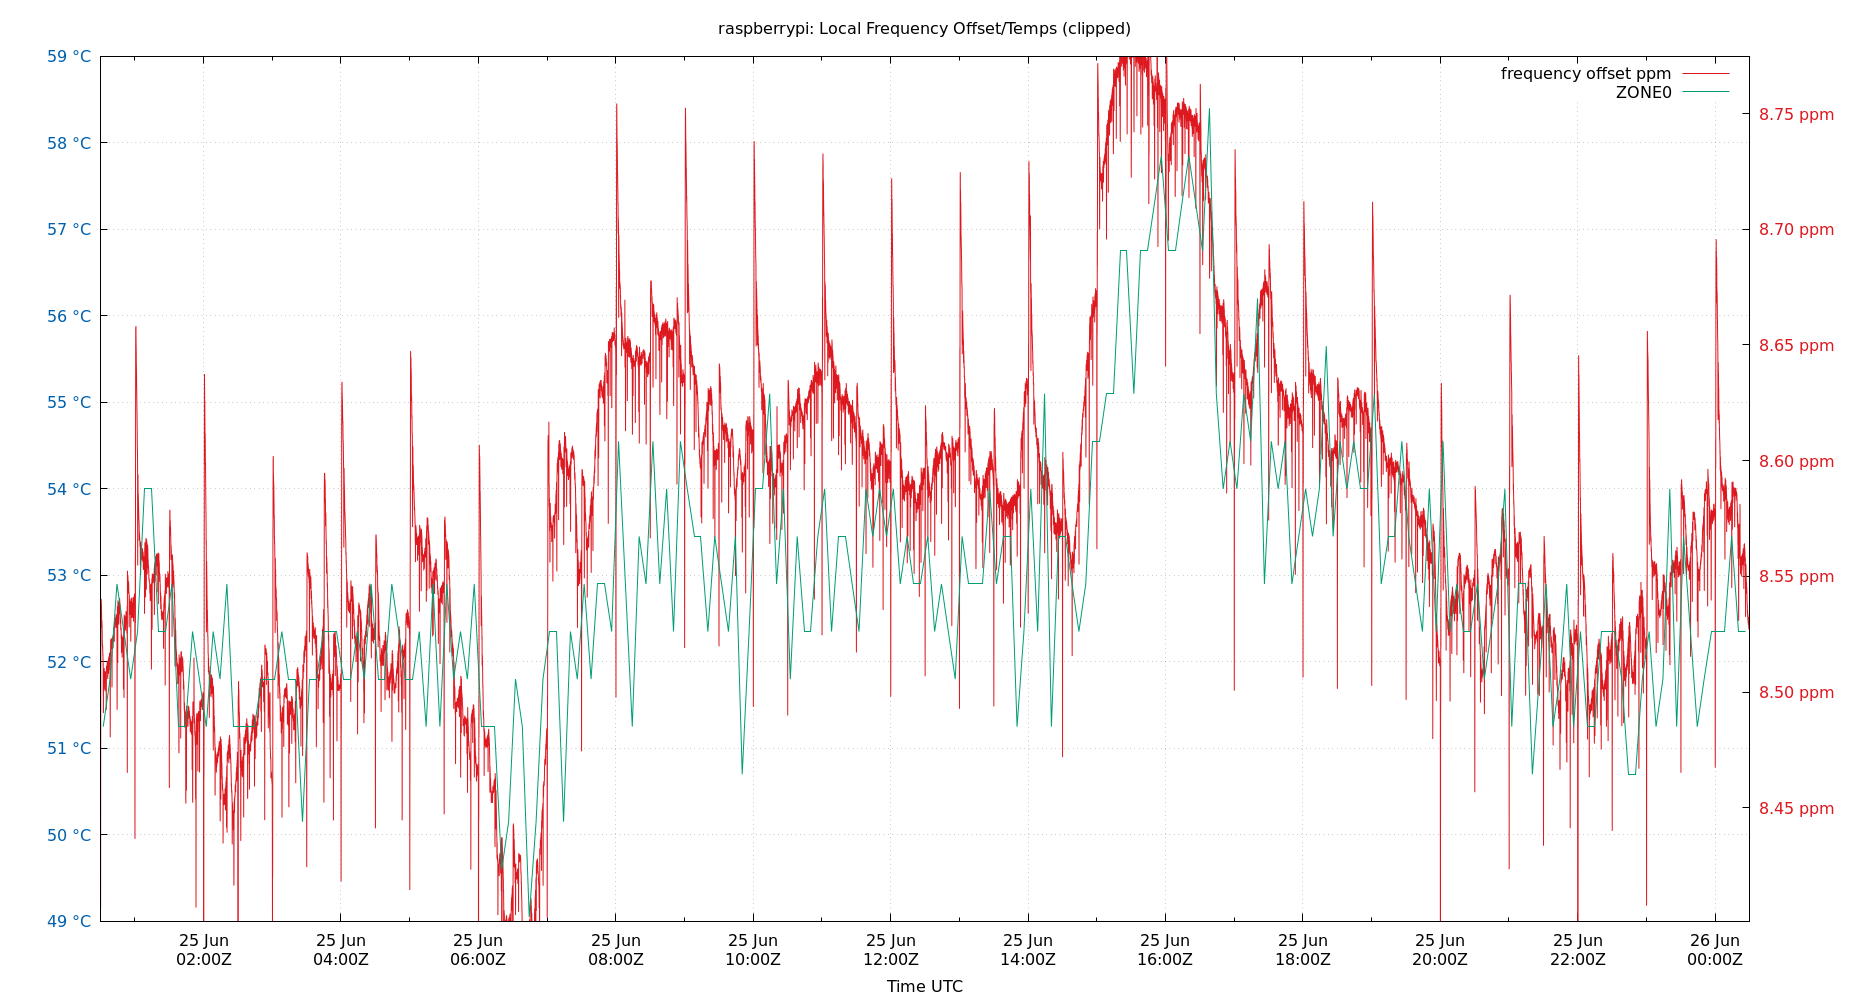 raspberrypi: Local Frequency Offset/Temps (clipped)
frequency offset ppm
ZONE0
59 °C
58 °C
57 °C
56 °C
55 °C
54 °C
53 °C
52 °C
51 °C
50 °C
49 °C
8.75 ppm
8.70 ppm
8.65 ppm
8.60 ppm
8.55 ppm
8.50 ppm
8.45 ppm
25 Jun 25 Jun 25 Jun 25 Jun 25 Jun 25 Jun 25 Jun 25 Jun 25 Jun 25 Jun 25 Jun 26 Jun
02:00Z 04:00Z 06:00Z 08:00Z 10:00Z 12:00Z 14:00Z 16:00Z 18:00Z 20:00Z 22:00Z 00:00Z
Time UTC